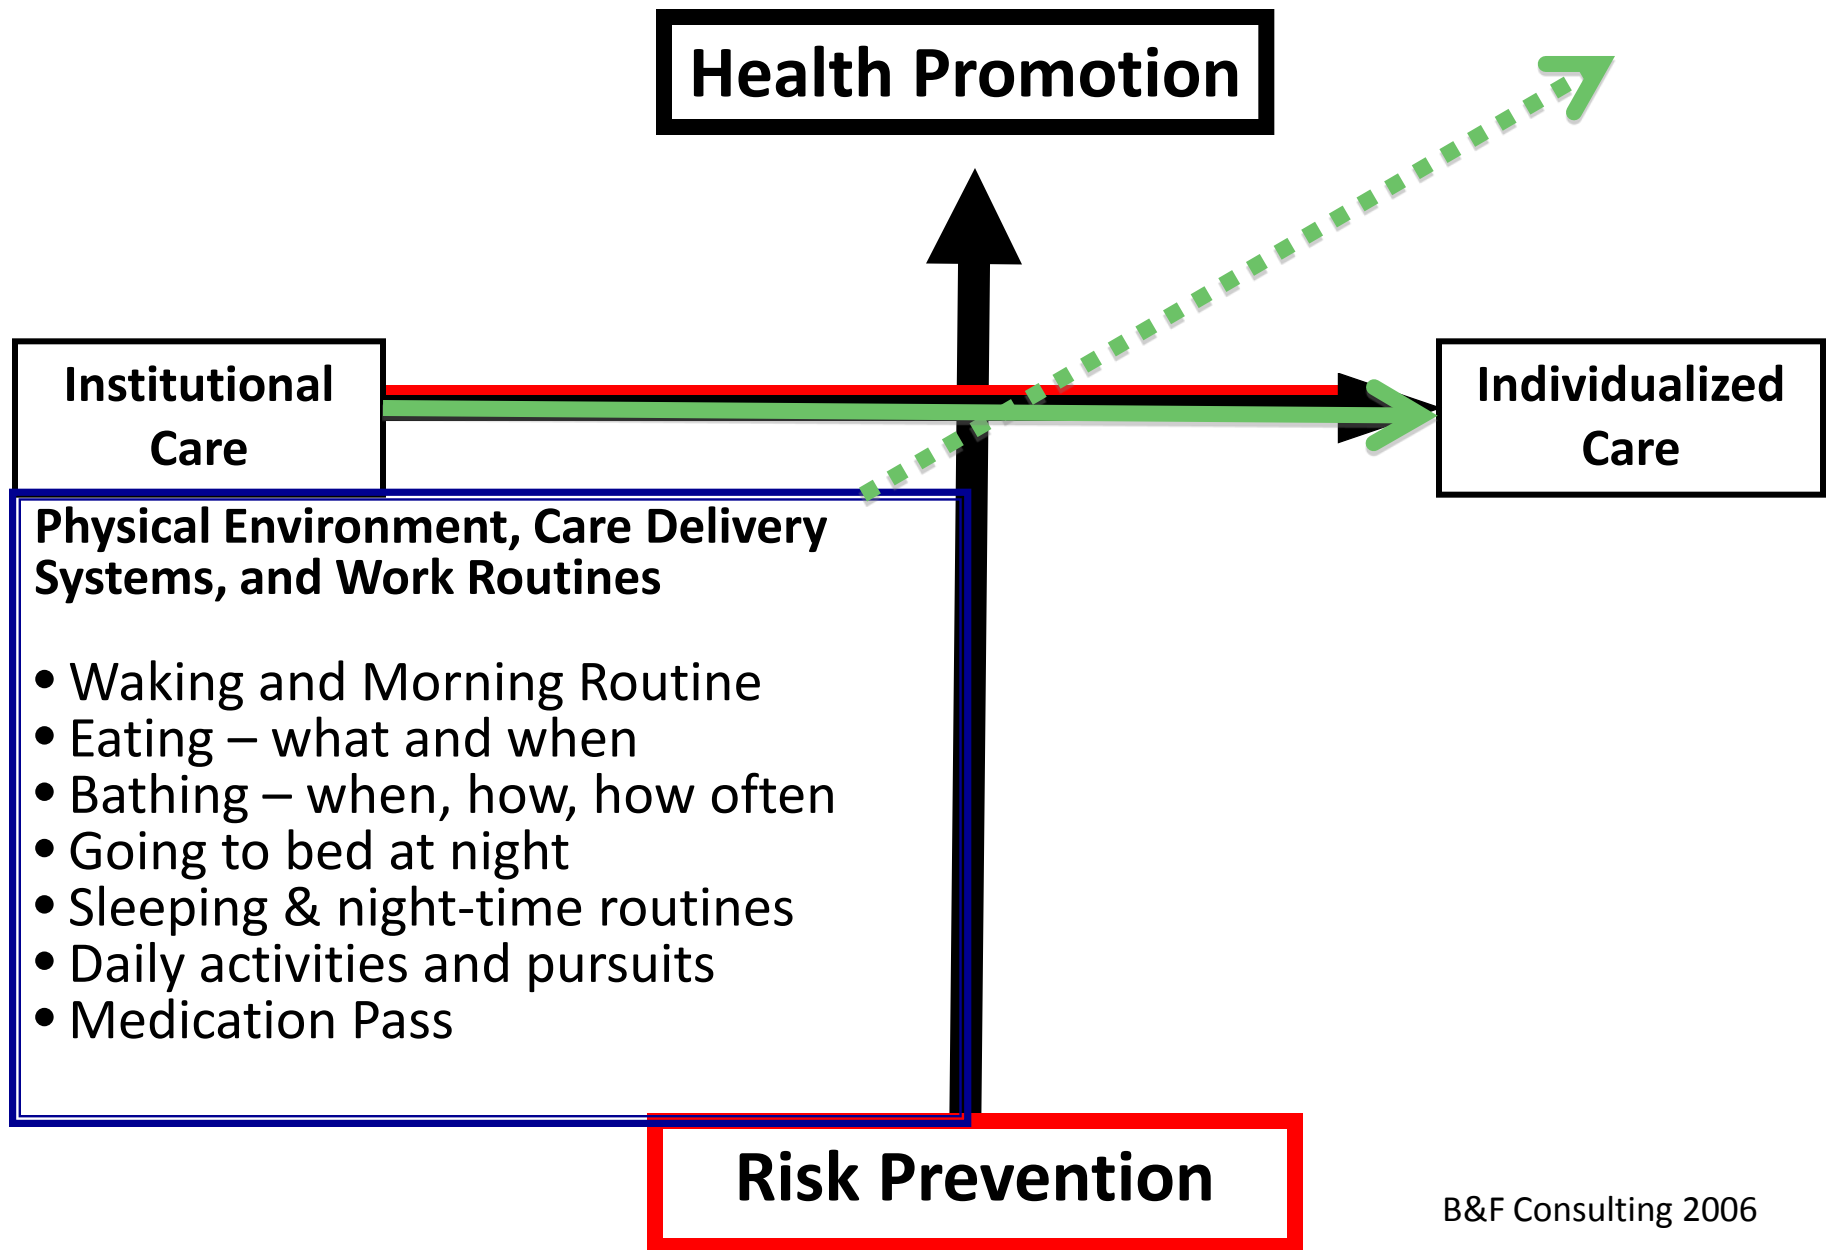 Health Promotion
Institutional
Care
Individualized
Care
Physical Environment, Care Delivery
Systems, and Work Routines
• Waking and Morning Routine
• Eating – what and when
• Bathing – when, how, how often
• Going to bed at night
• Sleeping & night-time routines
• Daily activities and pursuits
• Medication Pass
Risk Prevention
B&F Consulting 2006